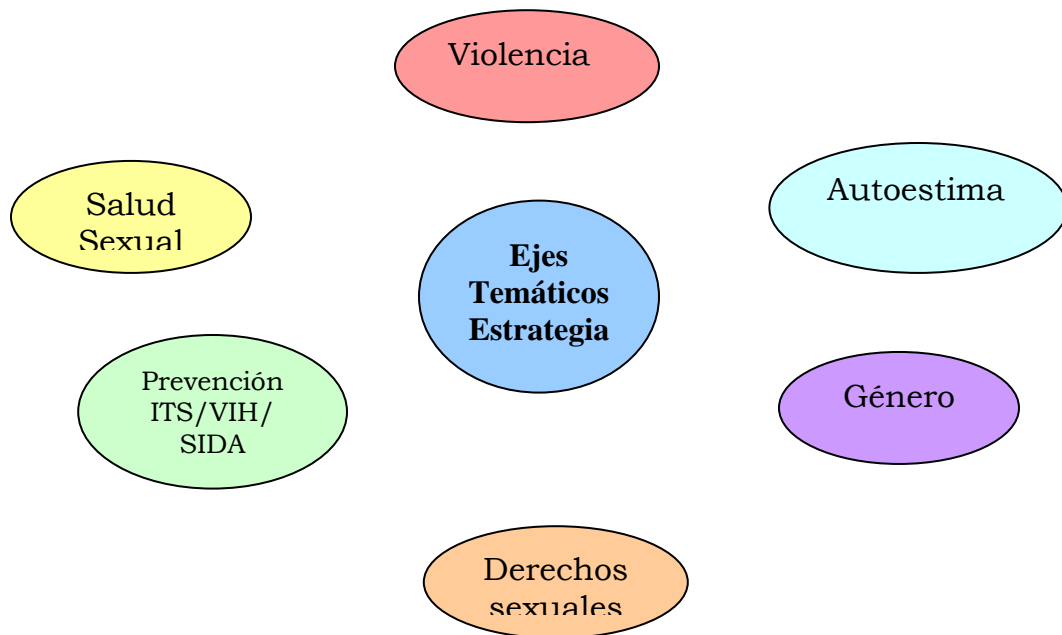 Violencia
Autoestima
Salud
Sexual
Ejes
Temáticos
Estrategia
Prevención
ITS/VIH/
SIDA
Género
Derechos
sexuales